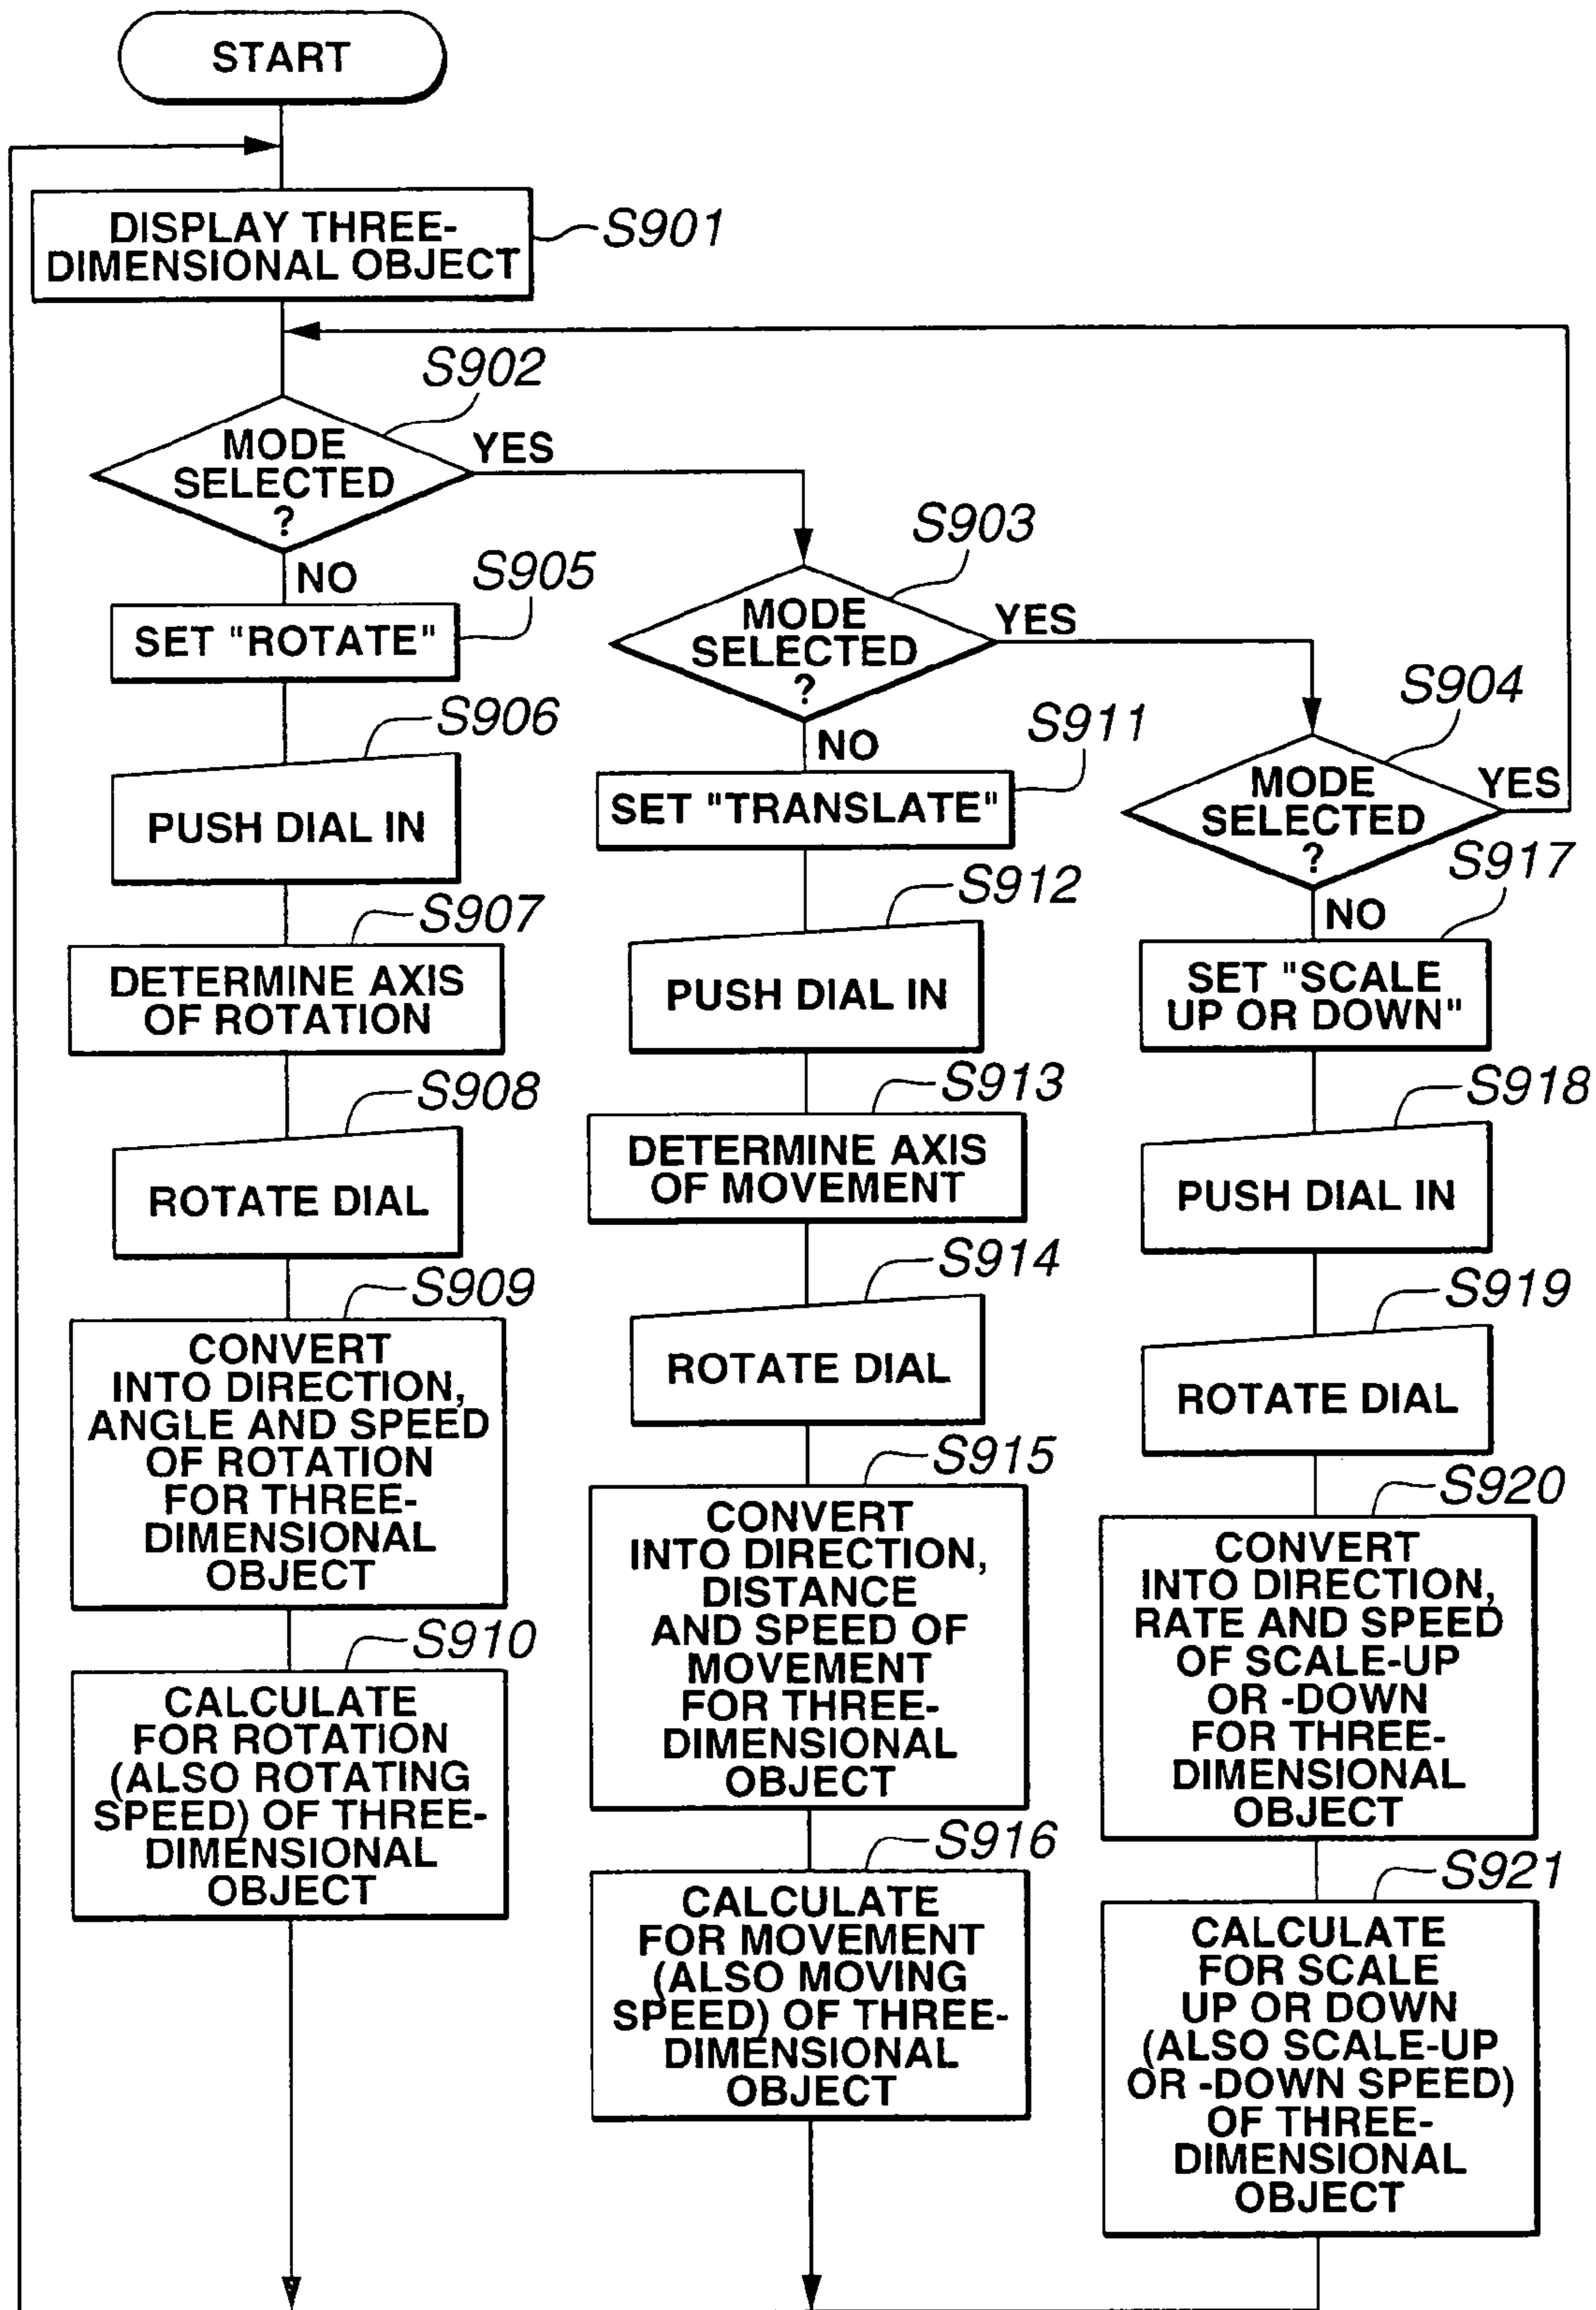 START
DISPLAY THREE-
DIMENSIONAL OBJECT
S901
S902
MODE
SELECTED
?
YES
NO
S905
SET "ROTATE"
S906
PUSH DIAL IN
S907
DETERMINE AXIS
OF ROTATION
S908
ROTATE DIAL
S909
CONVERT
INTO DIRECTION,
ANGLE AND SPEED
OF ROTATION
FOR THREE-
DIMENSIONAL
OBJECT
S910
CALCULATE
FOR ROTATION
(ALSO ROTATING
SPEED) OF THREE-
DIMENSIONAL
OBJECT
S903
MODE
SELECTED
?
YES
NO
S911
SET "TRANSLATE"
S912
PUSH DIAL IN
S913
DETERMINE AXIS
OF MOVEMENT
S914
ROTATE DIAL
S915
CONVERT
INTO DIRECTION,
DISTANCE
AND SPEED OF
MOVEMENT
FOR THREE-
DIMENSIONAL
OBJECT
S916
CALCULATE
FOR MOVEMENT
(ALSO MOVING
SPEED) OF THREE-
DIMENSIONAL
OBJECT
S904
MODE
SELECTED
?
YES
NO
S917
SET "SCALE
UP OR DOWN"
S918
PUSH DIAL IN
S919
ROTATE DIAL
S920
CONVERT
INTO DIRECTION,
RATE AND SPEED
OF SCALE-UP
OR -DOWN
FOR THREE-
DIMENSIONAL
OBJECT
S921
CALCULATE
FOR SCALE
UP OR DOWN
(ALSO SCALE-UP
OR -DOWN SPEED)
OF THREE-
DIMENSIONAL
OBJECT